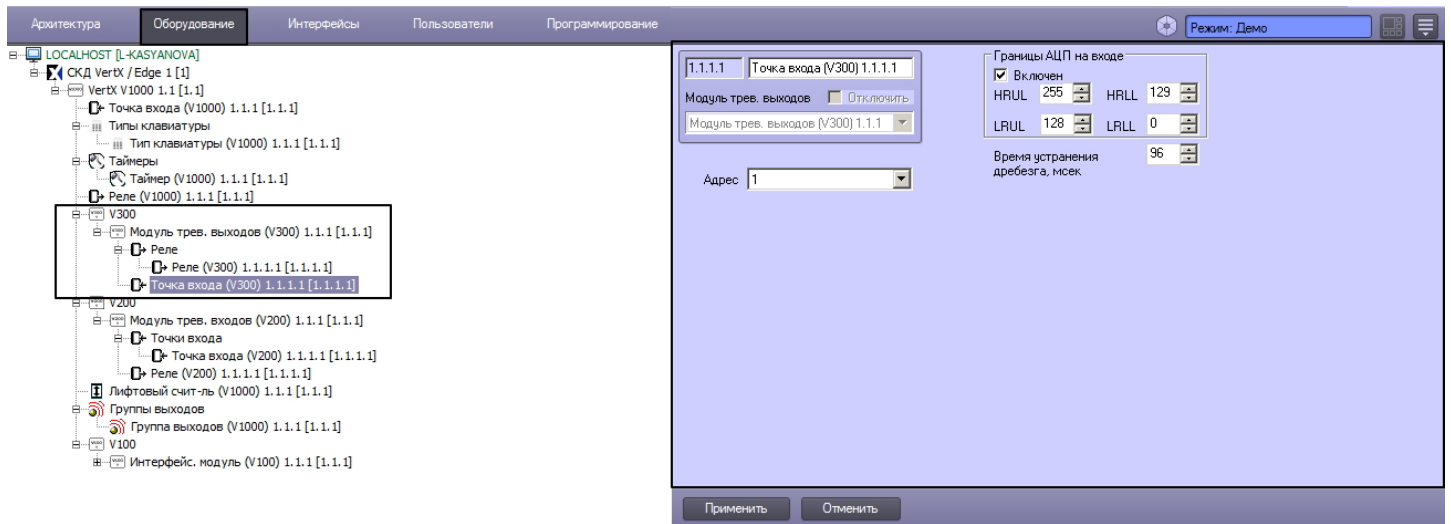 Архитектура Оборудование Интерфейсы Пользователи Программирование Режим: Демо
LOCALHOST [L-KASYANOVA]
СКД VertX / Edge 1 [1]
VertX V1000 1.1 [1.1]
Точка входа (V1000) 1.1.1 [1.1.1]
Типы клавиатуры
Тип клавиатуры (V1000) 1.1.1 [1.1.1]
Таймеры
Таймер (V1000) 1.1.1 [1.1.1]
Реле (V1000) 1.1.1 [1.1.1]
V300
Модуль трев. выходов (V300) 1.1.1 [1.1.1]
Реле
Реле (V300) 1.1.1.1 [1.1.1.1]
Точка входа (V300) 1.1.1.1 [1.1.1.1]
V200
Модуль трев. входов (V200) 1.1.1 [1.1.1]
Точки входа
Точка входа (V200) 1.1.1.1 [1.1.1.1]
Реле (V200) 1.1.1.1 [1.1.1.1]
Лифтовый счит-ль (V1000) 1.1.1 [1.1.1]
Группы выходов
Группа выходов (V1000) 1.1.1 [1.1.1]
V100
Интерфейс. модуль (V100) 1.1.1 [1.1.1]
1.1.1.1 Точка входа (V300) 1.1.1.1
Модуль трев. выходов Отключить
Модуль трев. выходов (V300) 1.1.1
Адрес 1
Границы АЦП на входе
Включен
HRUL 255 HRLL 129
LRUL 128 LRLL 0
Время устранения 96
дребезга, мсек
Применить Отменить